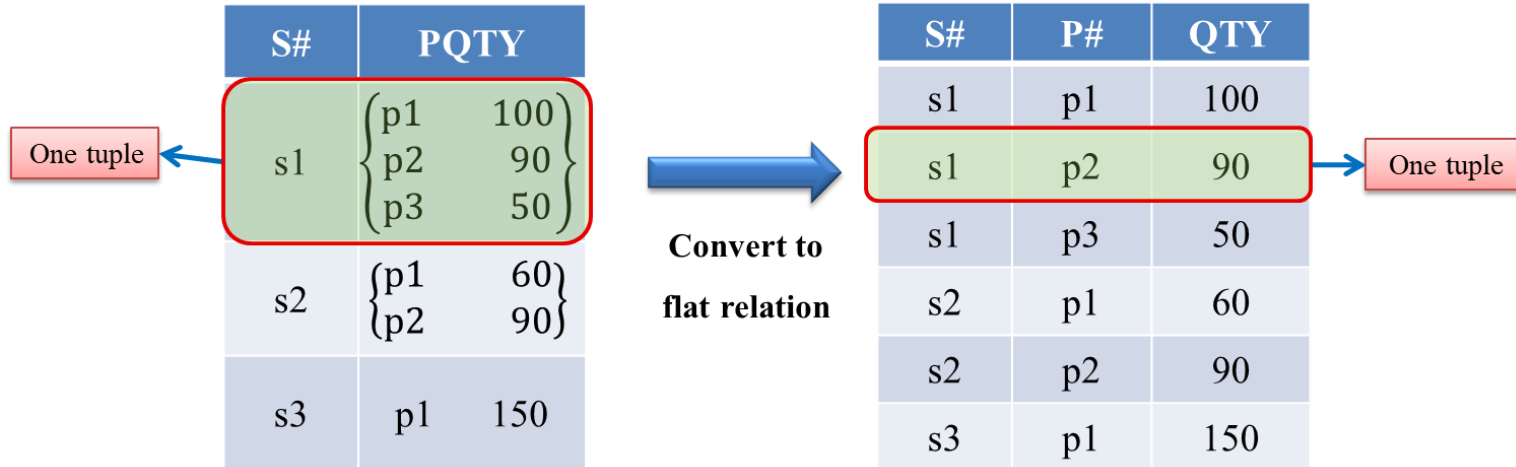 S# PQTY
s1 {p1 100
p2 90
p3 50}
s2 {p1 60
p2 90}
s3 p1 150
One tuple
Convert to
flat relation
S# P# QTY
s1 p1 100
s1 p2 90
s1 p3 50
s2 p1 60
s2 p2 90
s3 p1 150
One tuple